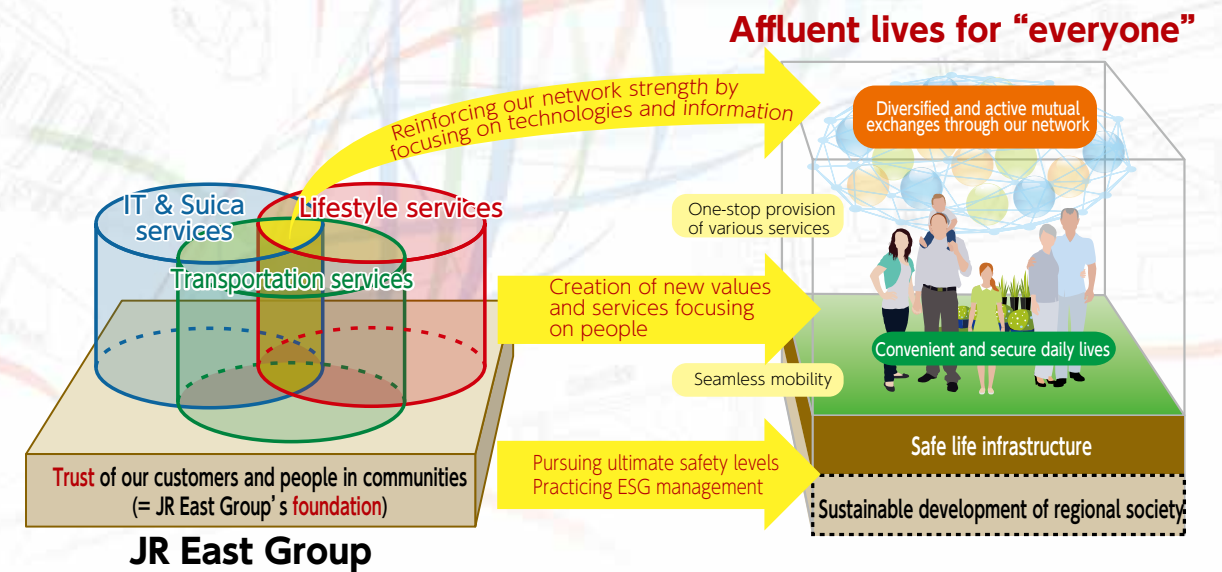 Affluent lives for “everyone”
Reinforcing our network strength by
focusing on technologies and information
Diversified and active mutual
exchanges through our network
IT & Suica
services
Lifestyle services
Transportation services
One-stop provision
of various services
Creation of new values
and services focusing
on people
Convenient and secure daily lives
Seamless mobility
Safe life infrastructure
Pursuing ultimate safety levels
Practicing ESG management
Trust of our customers and people in communities
(= JR East Group’s foundation)
Sustainable development of regional society
JR East Group